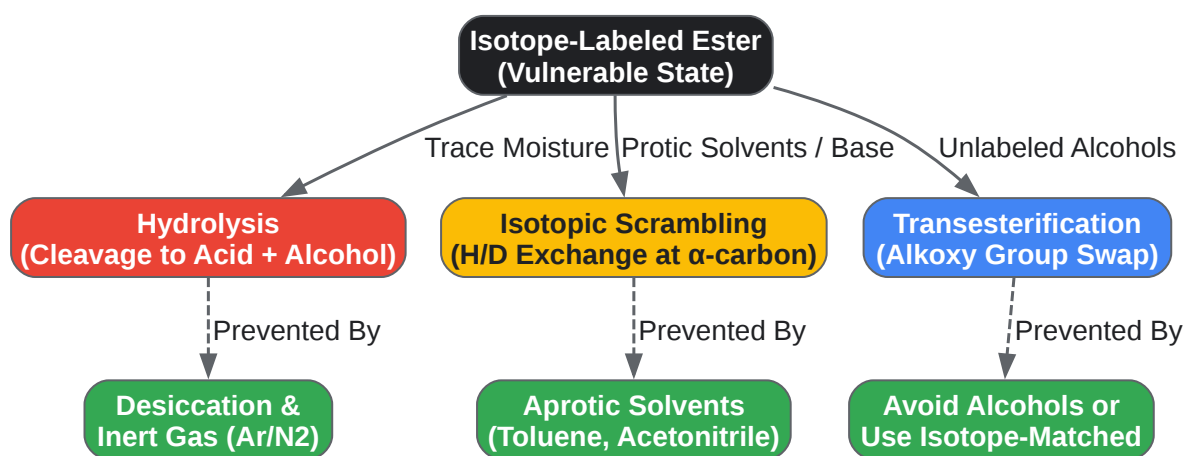 Isotope-Labeled Ester
(Vulnerable State)
Trace Moisture
Protic Solvents / Base
Unlabeled Alcohols
Hydrolysis
(Cleavage to Acid + Alcohol)
Isotopic Scrambling
(H/D Exchange at α-carbon)
Transesterification
(Alkoxy Group Swap)
Prevented By
Prevented By
Prevented By
Desiccation &
Inert Gas (Ar/N2)
Aprotic Solvents
(Toluene, Acetonitrile)
Avoid Alcohols or
Use Isotope-Matched